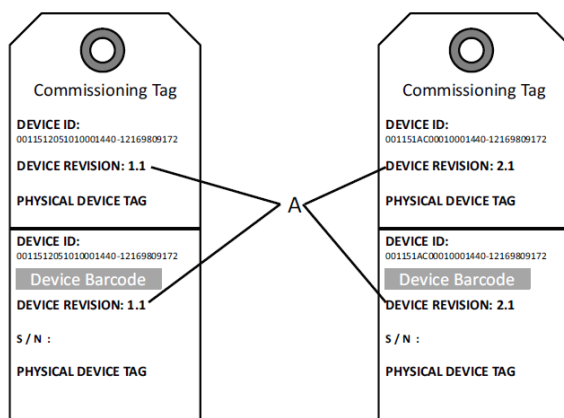 Commissioning Tag
DEVICE ID:
0011512051010001440-12169809172
DEVICE REVISION: 1.1
PHYSICAL DEVICE TAG
DEVICE ID:
0011512051010001440-12169809172
Device Barcode
DEVICE REVISION: 1.1
S / N :
PHYSICAL DEVICE TAG
A
Commissioning Tag
DEVICE ID:
001151AC00010001440-12169809172
DEVICE REVISION: 2.1
PHYSICAL DEVICE TAG
DEVICE ID:
001151AC00010001440-12169809172
Device Barcode
DEVICE REVISION: 2.1
S / N :
PHYSICAL DEVICE TAG